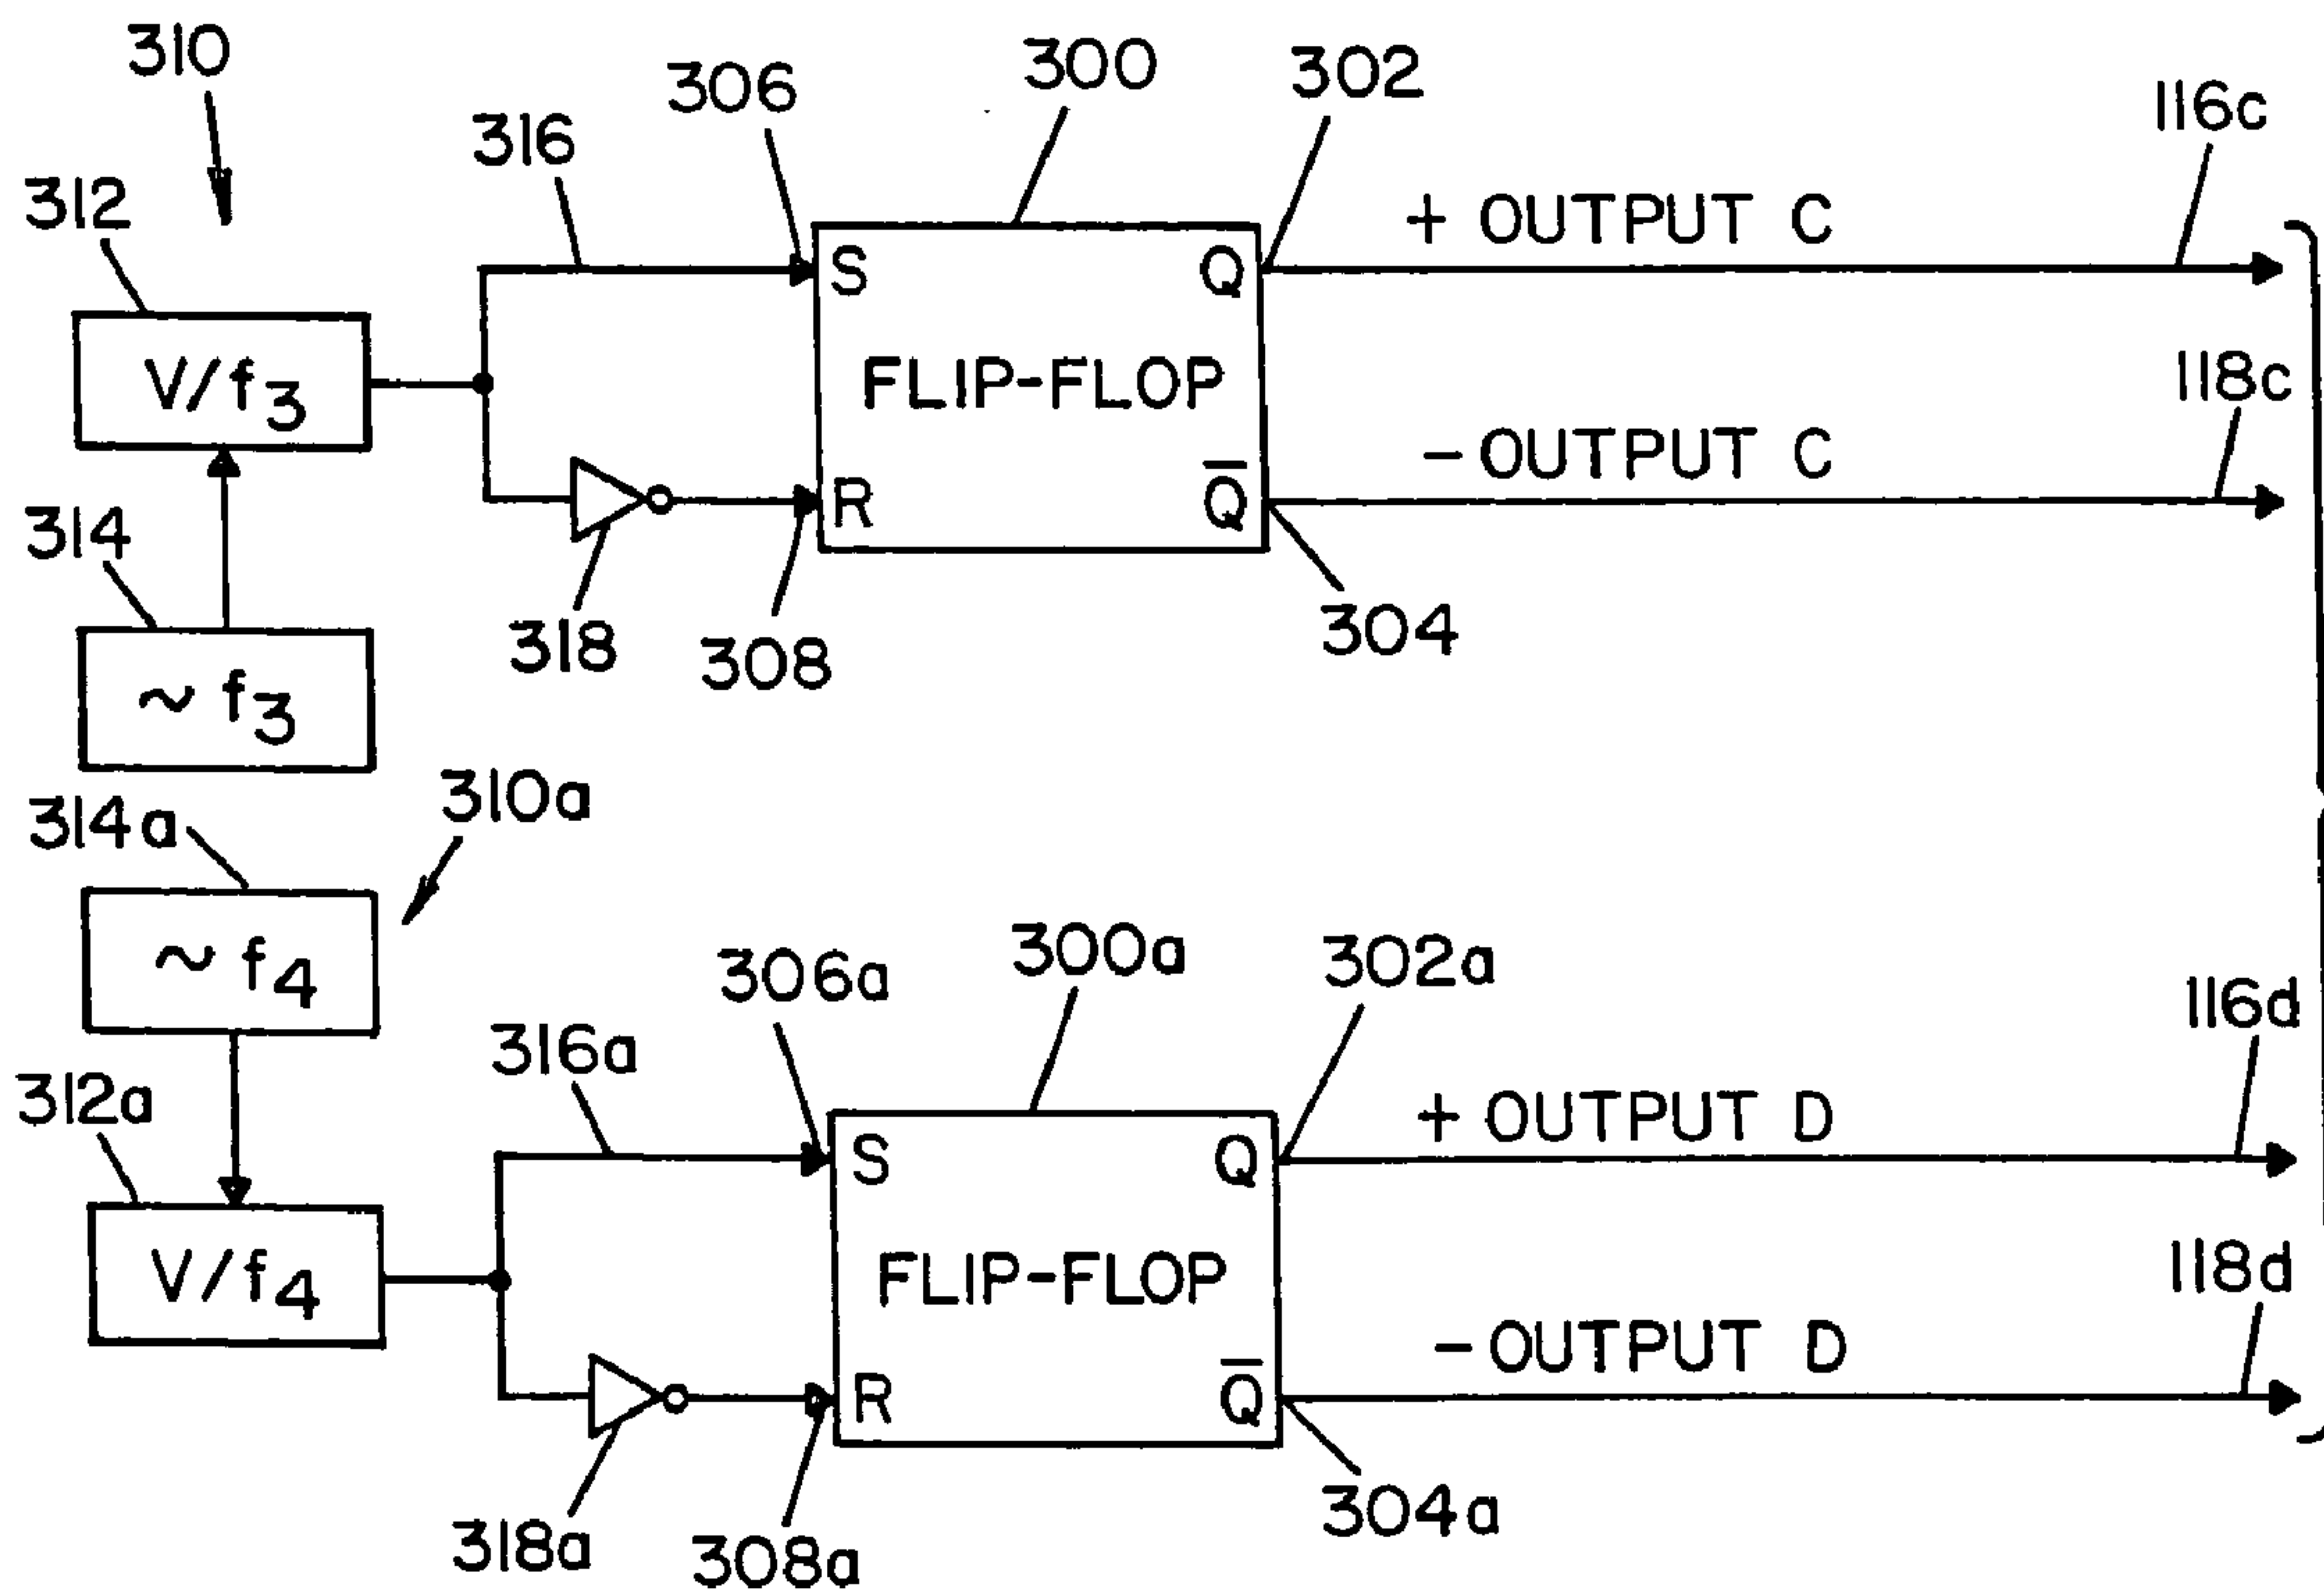 310
306
300
302
116c
316
312
+ OUTPUT C
S
Q
V/f3
FLIP-FLOP
118c
- OUTPUT C
R
Q̅
314
318
308
304
~ f3
314a
310a
~ f4
306a
300a
302a
116d
316a
312a
+ OUTPUT D
S
Q
V/f4
FLIP-FLOP
118d
- OUTPUT D
R
Q̅
318a
308a
304a